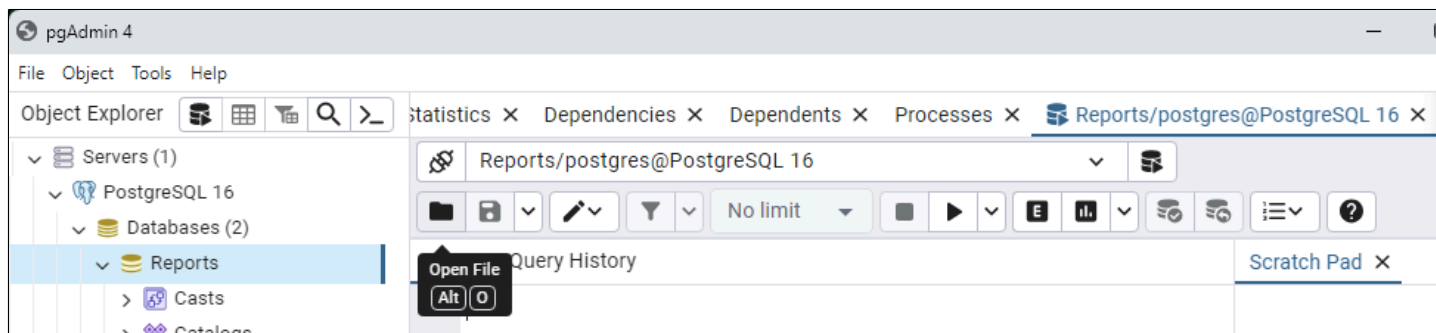 pgAdmin 4
File Object Tools Help
Object Explorer
Statistics Dependencies Dependents Processes Reports/postgres@PostgreSQL 16
Servers (1)
Reports/postgres@PostgreSQL 16
PostgreSQL 16
No limit
E
Databases (2)
Reports
Open File
Query History
Scratch Pad
Alt O
Casts
Catalogs